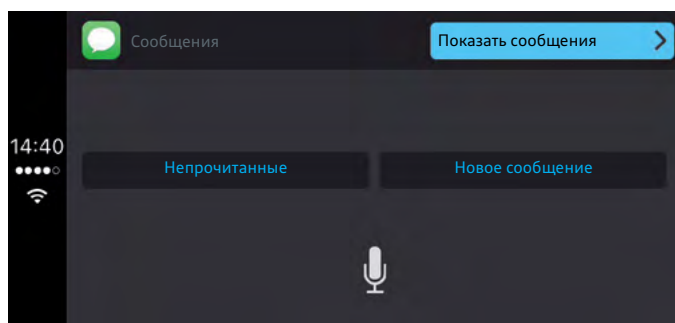 Сообщения
Показать сообщения
14:40
Непрочитанные
Новое сообщение